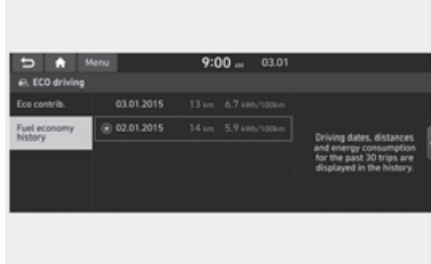 Menu 9:00 AM 03.01
ECO driving
Eco contrib. 03.01.2015 13 km 6.7 kWh/100km
Fuel economy
history
02.01.2015 14 km 5.9 kWh/100km
Driving dates, distances
and energy consumption
for the past 30 trips are
displayed in the history.